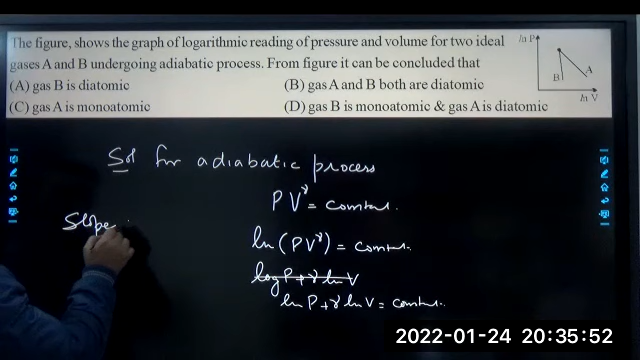 The figure, shows the graph of logarithmic reading of pressure and volume for two ideal
gases A and B undergoing adiabatic process. From figure it can be concluded that
(A) gas B is diatomic
(B) gas A and B both are diatomic
(C) gas A is monoatomic
(D) gas B is monoatomic & gas A is diatomic
ln P
A
B
ln V
Sol for adiabatic process
PV^γ = constant.
Slope
ln(PV^γ) = constant.
log P + γ ln V
ln P + γ ln V = constant.
2022-01-24 20:35:52